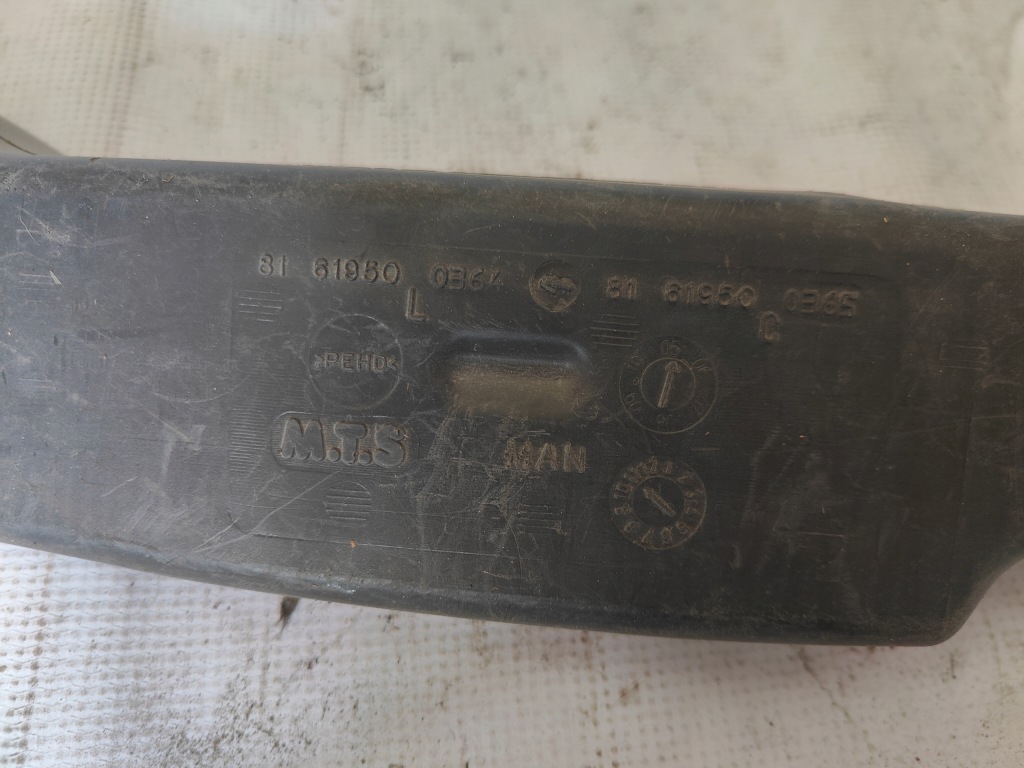 81 61960 0364 81 61960 0365
L C
>PEHD<
M.T.S MAN